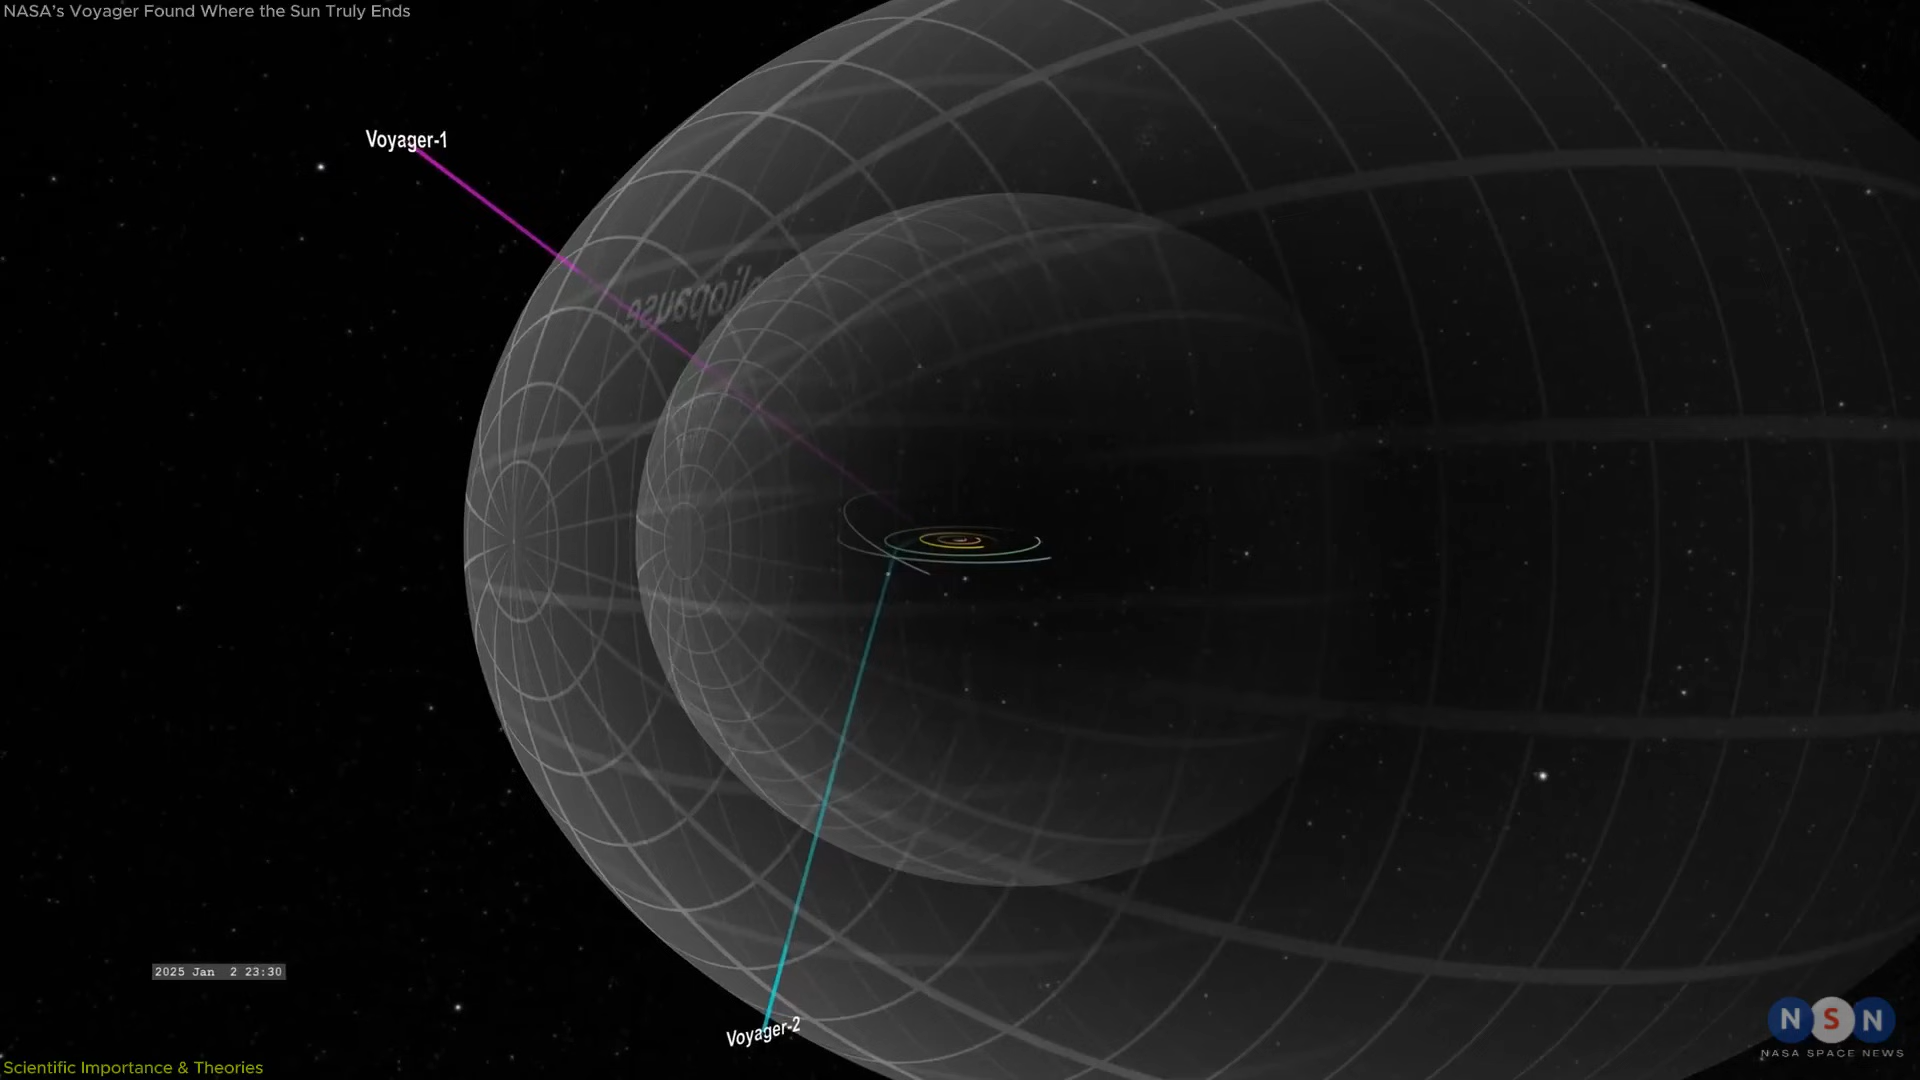 NASA's Voyager Found Where the Sun Truly Ends
Voyager-1
Voyager-2
2025 Jan  2 23:30
NSN
NASA SPACE NEWS
Scientific Importance & Theories